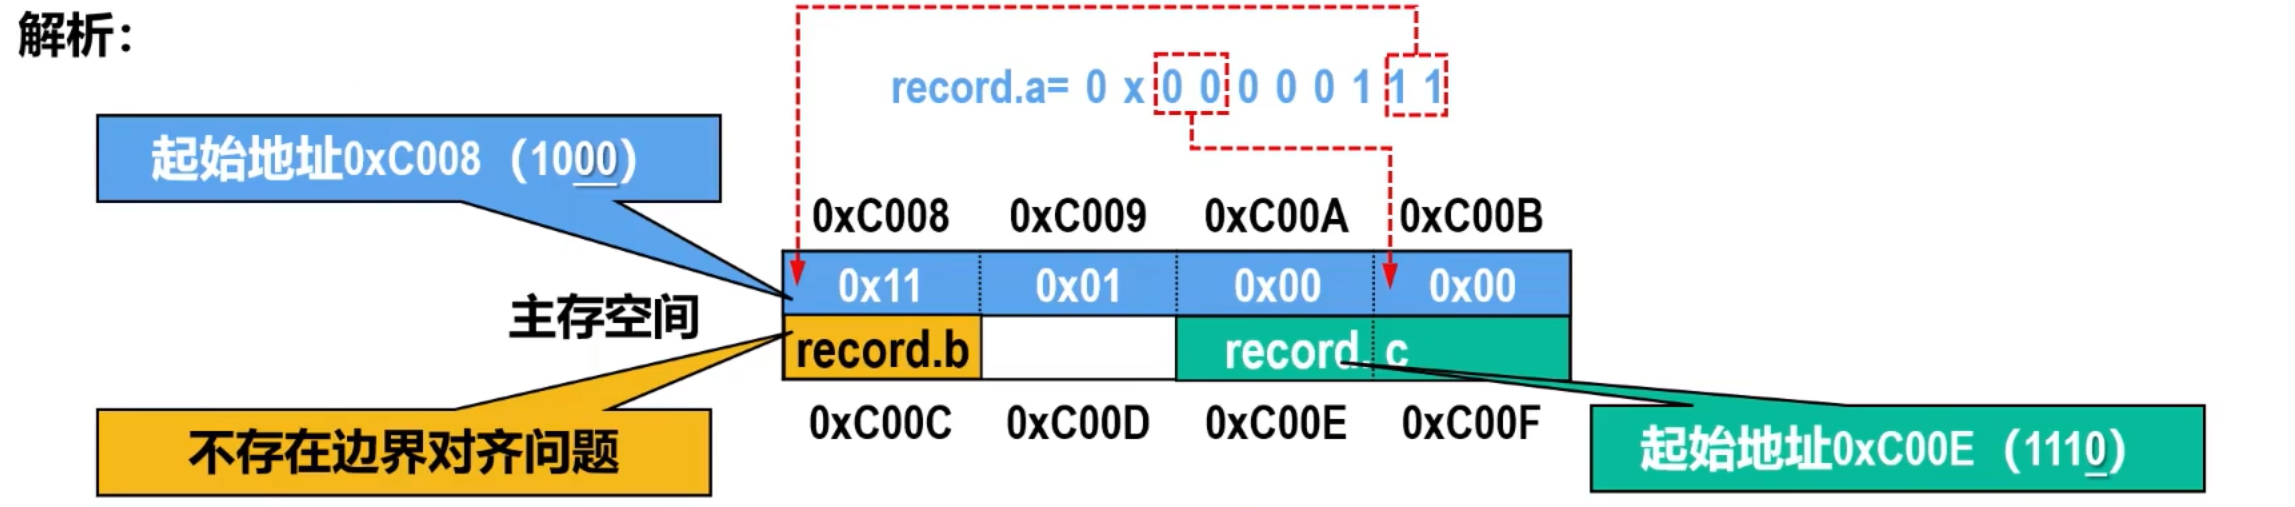 解析：
record.a= 0 x 0 0 0 0 0 1 1 1
起始地址0xC008（1000）
0xC008 0xC009 0xC00A 0xC00B
0x11 0x01 0x00 0x00
主存空间
record.b record. c
0xC00C 0xC00D 0xC00E 0xC00F
不存在边界对齐问题
起始地址0xC00E（1110）